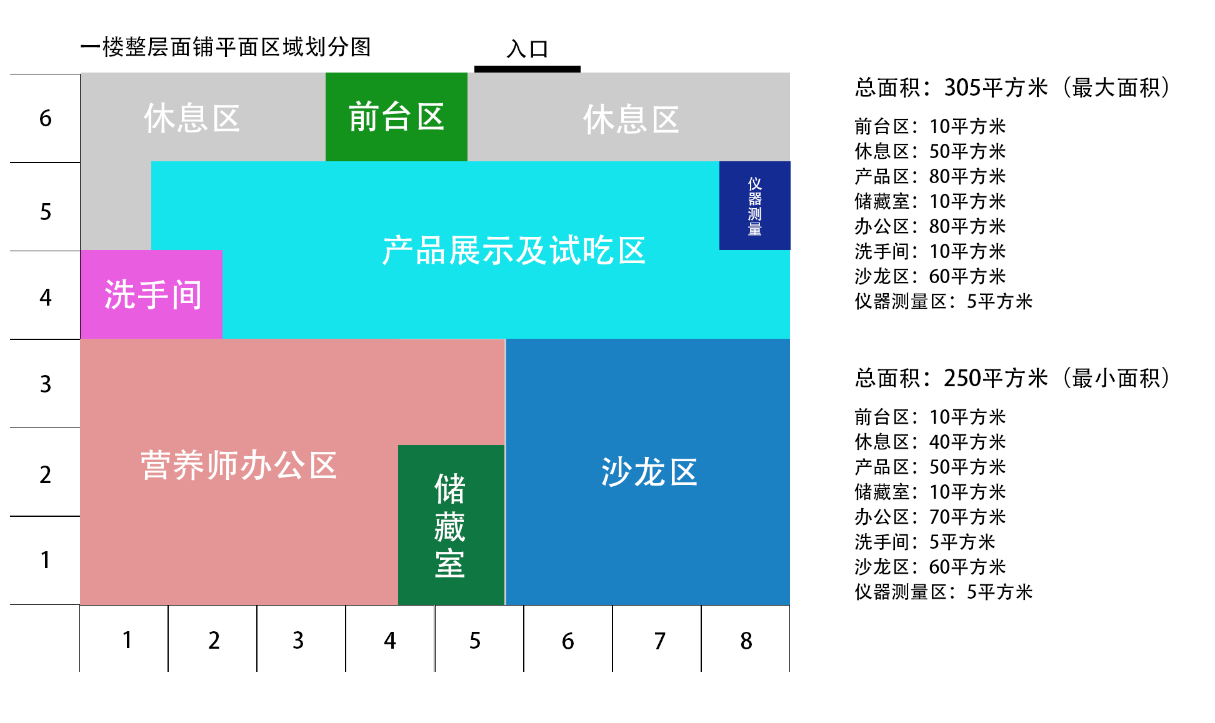 一楼整层面铺平面区域划分图
入口
6
休息区
前台区
休息区
5
仪器测量
产品展示及试吃区
4
洗手间
3
营养师办公区
2
储藏室
沙龙区
1
1 2 3 4 5 6 7 8
总面积：305平方米（最大面积）
前台区：10平方米
休息区：50平方米
产品区：80平方米
储藏室：10平方米
办公区：80平方米
洗手间：10平方米
沙龙区：60平方米
仪器测量区：5平方米
总面积：250平方米（最小面积）
前台区：10平方米
休息区：40平方米
产品区：50平方米
储藏室：10平方米
办公区：70平方米
洗手间：5平方米
沙龙区：60平方米
仪器测量区：5平方米